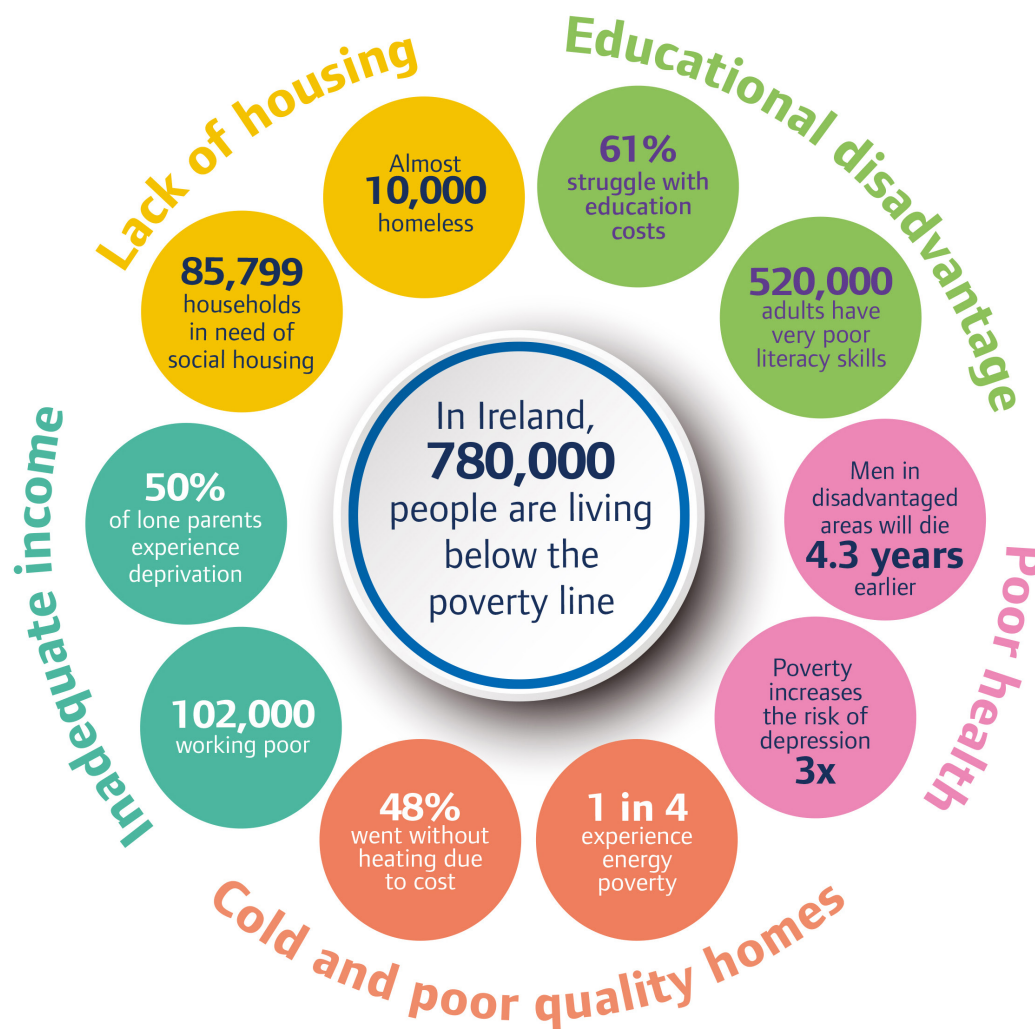 Lack of housing
Almost
10,000
homeless
85,799
households
in need of
social housing
Educational disadvantage
61%
struggle with
education
costs
520,000
adults have
very poor
literacy skills
In Ireland,
780,000
people are living
below the
poverty line
Poor health
Men in
disadvantaged
areas will die
4.3 years
earlier
Poverty
increases
the risk of
depression
3x
Cold and poor quality homes
1 in 4
experience
energy
poverty
48%
went without
heating due
to cost
Inadequate income
102,000
working poor
50%
of lone parents
experience
deprivation